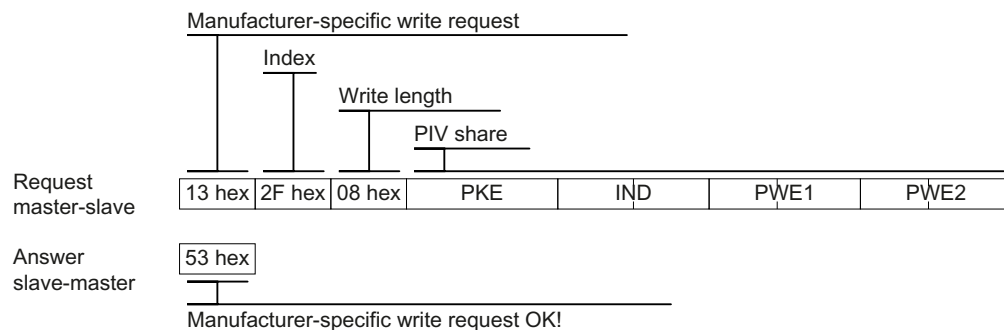 Manufacturer-specific write request
Index
Write length
PIV share
Request
master-slave
13 hex 2F hex 08 hex PKE IND PWE1 PWE2
Answer
slave-master
53 hex
Manufacturer-specific write request OK!